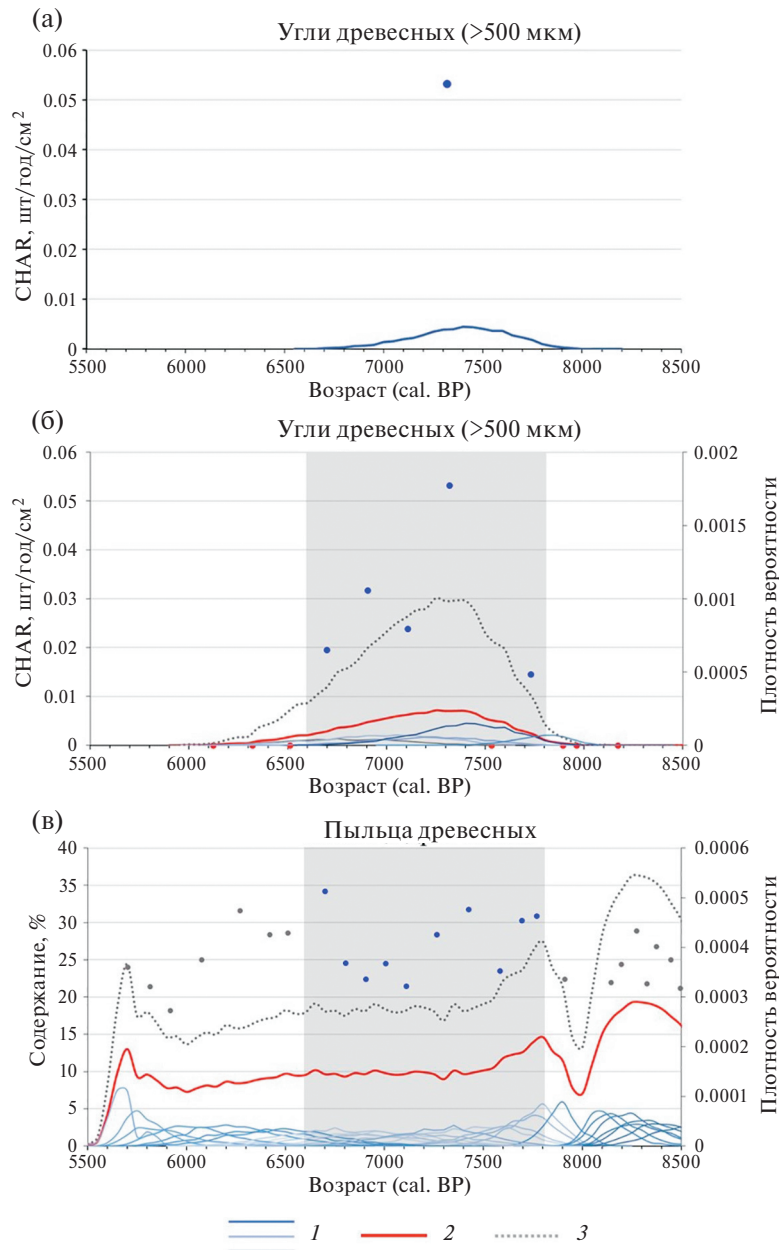 (а)
Угли древесных (>500 мкм)
0.06
0.05
0.04
0.03
0.02
0.01
0
CHAR, шт/год/см²
5500 6000 6500 7000 7500 8000 8500
Возраст (cal. BP)
(б)
Угли древесных (>500 мкм)
0.06
0.05
0.04
0.03
0.02
0.01
0
CHAR, шт/год/см²
0.002
0.0015
0.001
0.0005
0
Плотность вероятности
5500 6000 6500 7000 7500 8000 8500
Возраст (cal. BP)
(в)
Пыльца древесных
40
35
30
25
20
15
10
5
0
Содержание, %
0.0006
0.0005
0.0004
0.0003
0.0002
0.0001
0
Плотность вероятности
5500 6000 6500 7000 7500 8000 8500
Возраст (cal. BP)
1 2 3